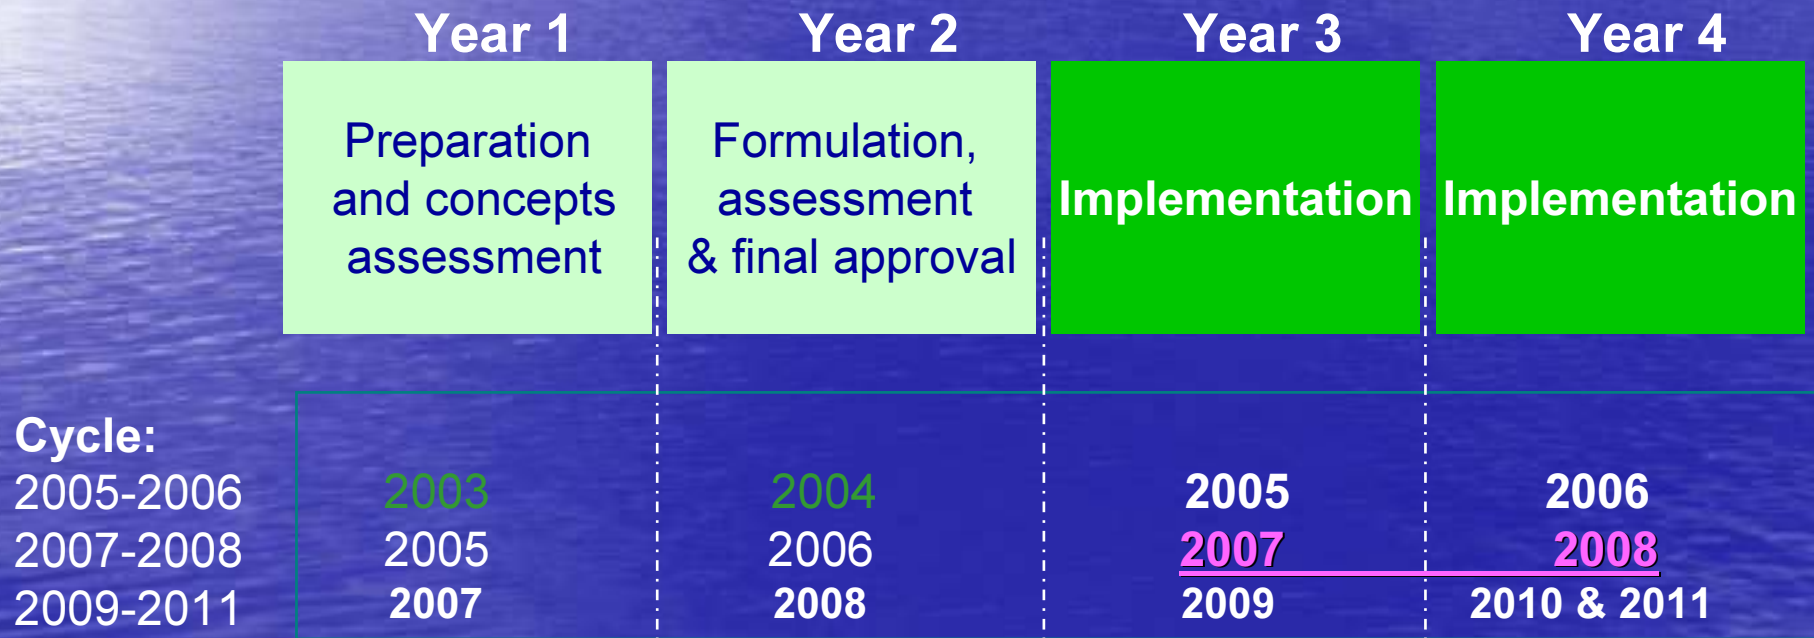 Year 1 Year 2 Year 3 Year 4
Preparation
and concepts
assessment
Formulation,
assessment
& final approval
Implementation
Implementation
Cycle:
2005-2006 2003 2004 2005 2006
2007-2008 2005 2006 2007 2008
2009-2011 2007 2008 2009 2010 & 2011